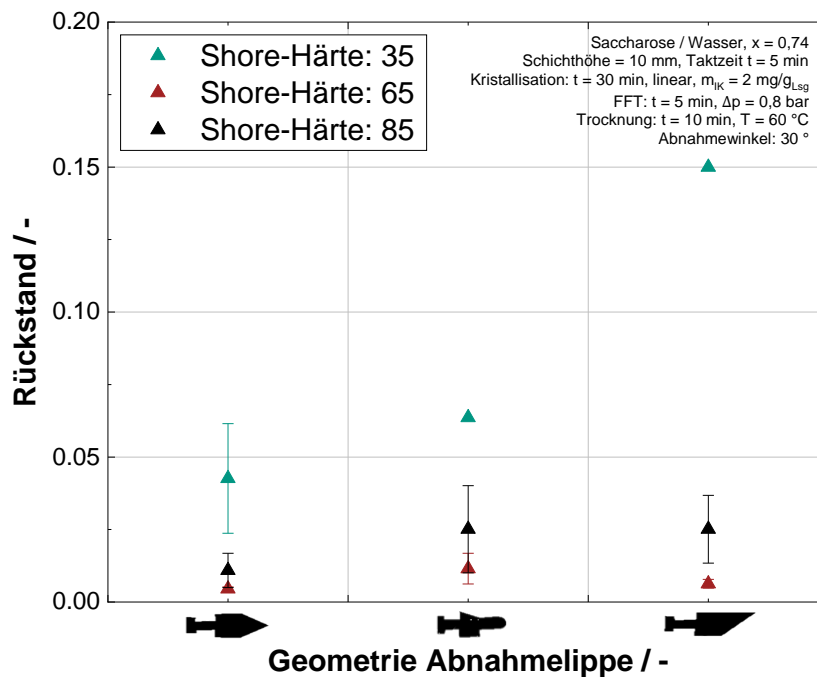 0.20
0.15
0.10
0.05
0.00
Rückstand / -
Shore-Härte: 35
Shore-Härte: 65
Shore-Härte: 85
Saccharose / Wasser, x = 0,74
Schichthöhe = 10 mm, Taktzeit t = 5 min
Kristallisation: t = 30 min, linear, m_IK = 2 mg/g_Lsg
FFT: t = 5 min, Δp = 0,8 bar
Trocknung: t = 10 min, T = 60 °C
Abnahmewinkel: 30 °
Geometrie Abnahmelippe / -